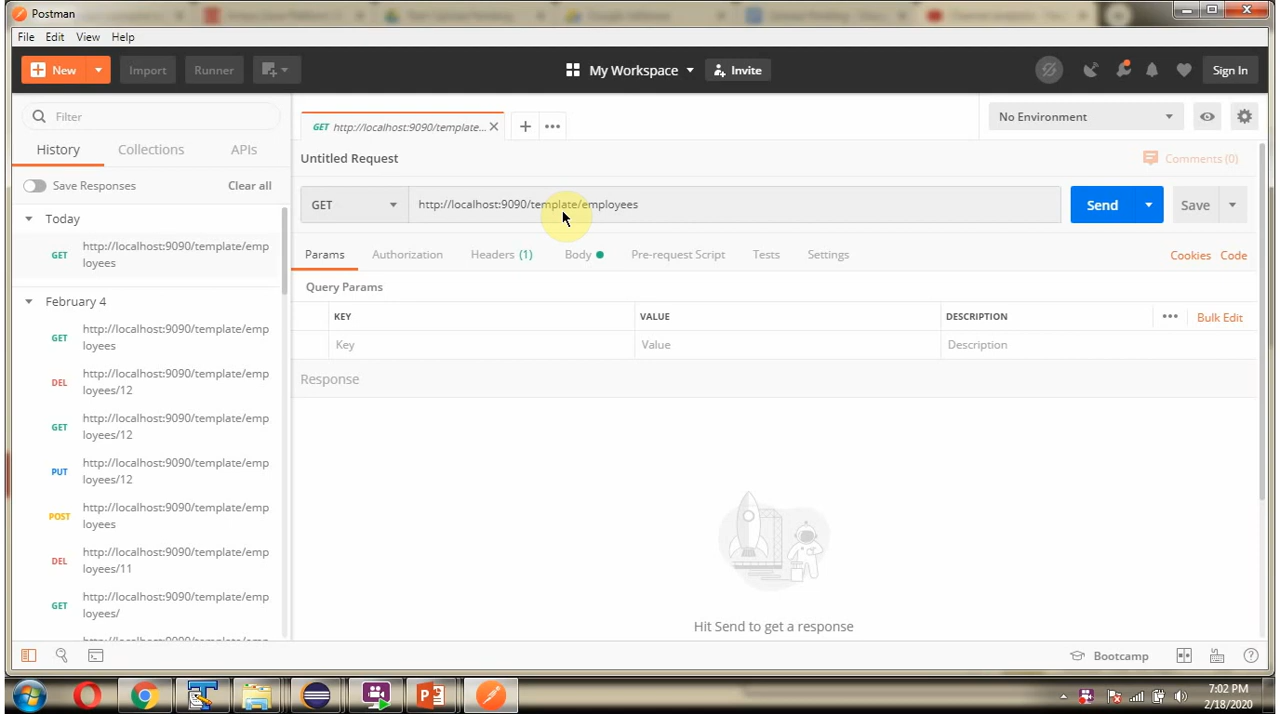 Postman
File Edit View Help
New Import Runner My Workspace Invite Sign In
Filter
History Collections APIs
Save Responses Clear all
Today
GET http://localhost:9090/template/emp
loyees
February 4
GET http://localhost:9090/template/emp
loyees
DEL http://localhost:9090/template/emp
loyees/12
GET http://localhost:9090/template/emp
loyees/12
PUT http://localhost:9090/template/emp
loyees/12
POST http://localhost:9090/template/emp
loyees
DEL http://localhost:9090/template/emp
loyees/11
GET http://localhost:9090/template/emp
loyees/
GET http://localhost:9090/template...
No Environment
Untitled Request
Comments (0)
GET http://localhost:9090/template/employees Send Save
Params Authorization Headers (1) Body Pre-request Script Tests Settings Cookies Code
Query Params
KEY VALUE DESCRIPTION Bulk Edit
Key Value Description
Response
Hit Send to get a response
Bootcamp
7:02 PM
2/18/2020